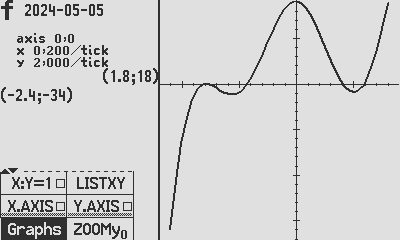 f 2024-05-05
axis 0;0
x 0;200/tick
y 2;000/tick
(1.8;18)
(-2.4;-34)
X:Y=1
LISTXY
X.AXIS
Y.AXIS
Graphs
ZOOMy0